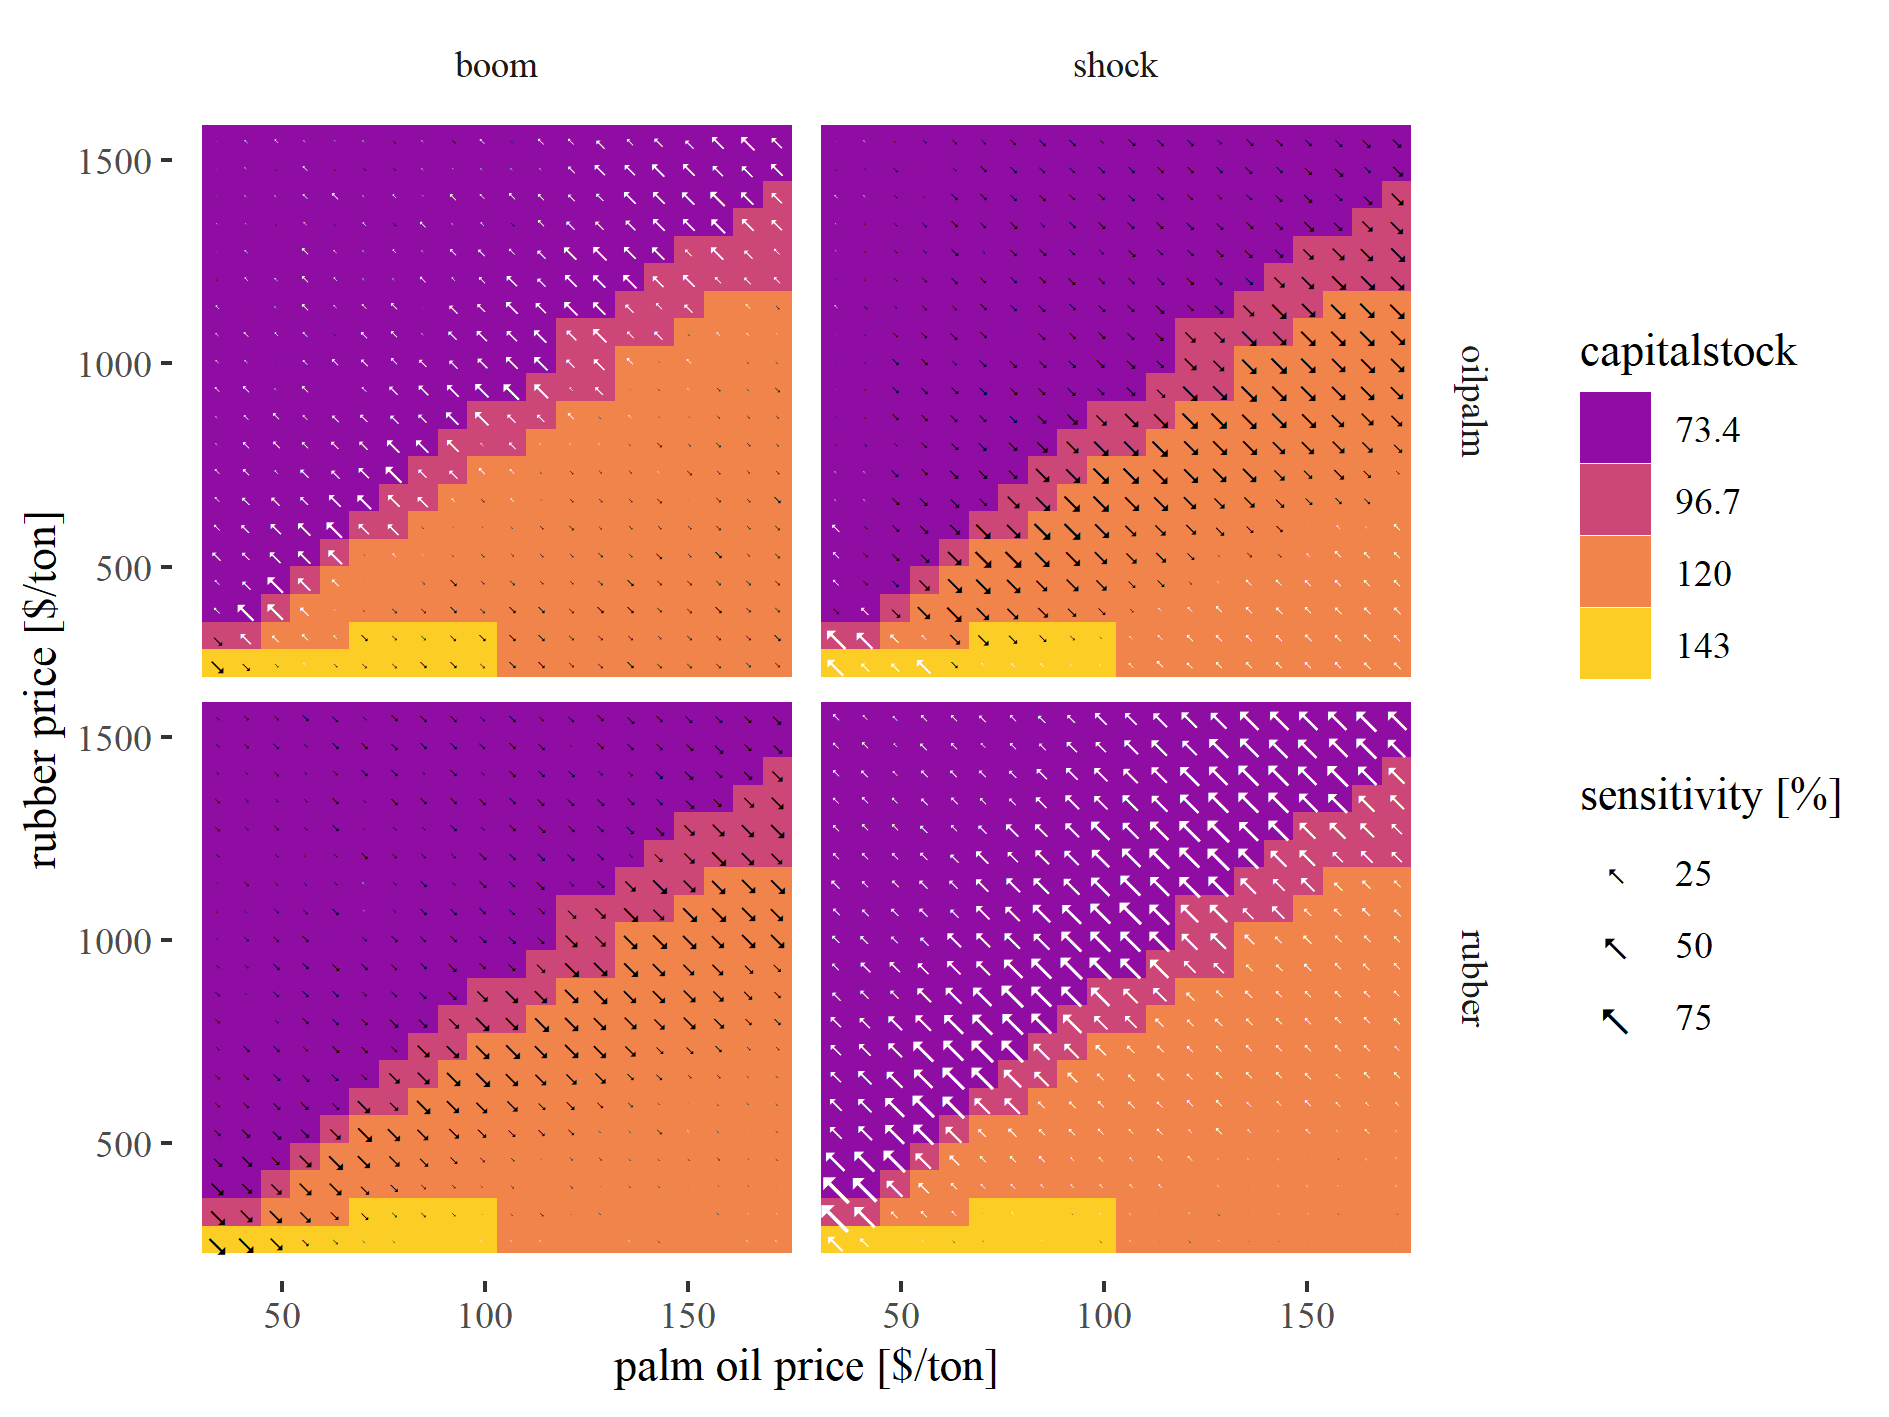 boom
shock
1500
1000
500
oilpalm
1500
1000
500
rubber
rubber price [$/ton]
50
100
150
50
100
150
palm oil price [$/ton]
capitalstock
73.4
96.7
120
143
sensitivity [%]
25
50
75